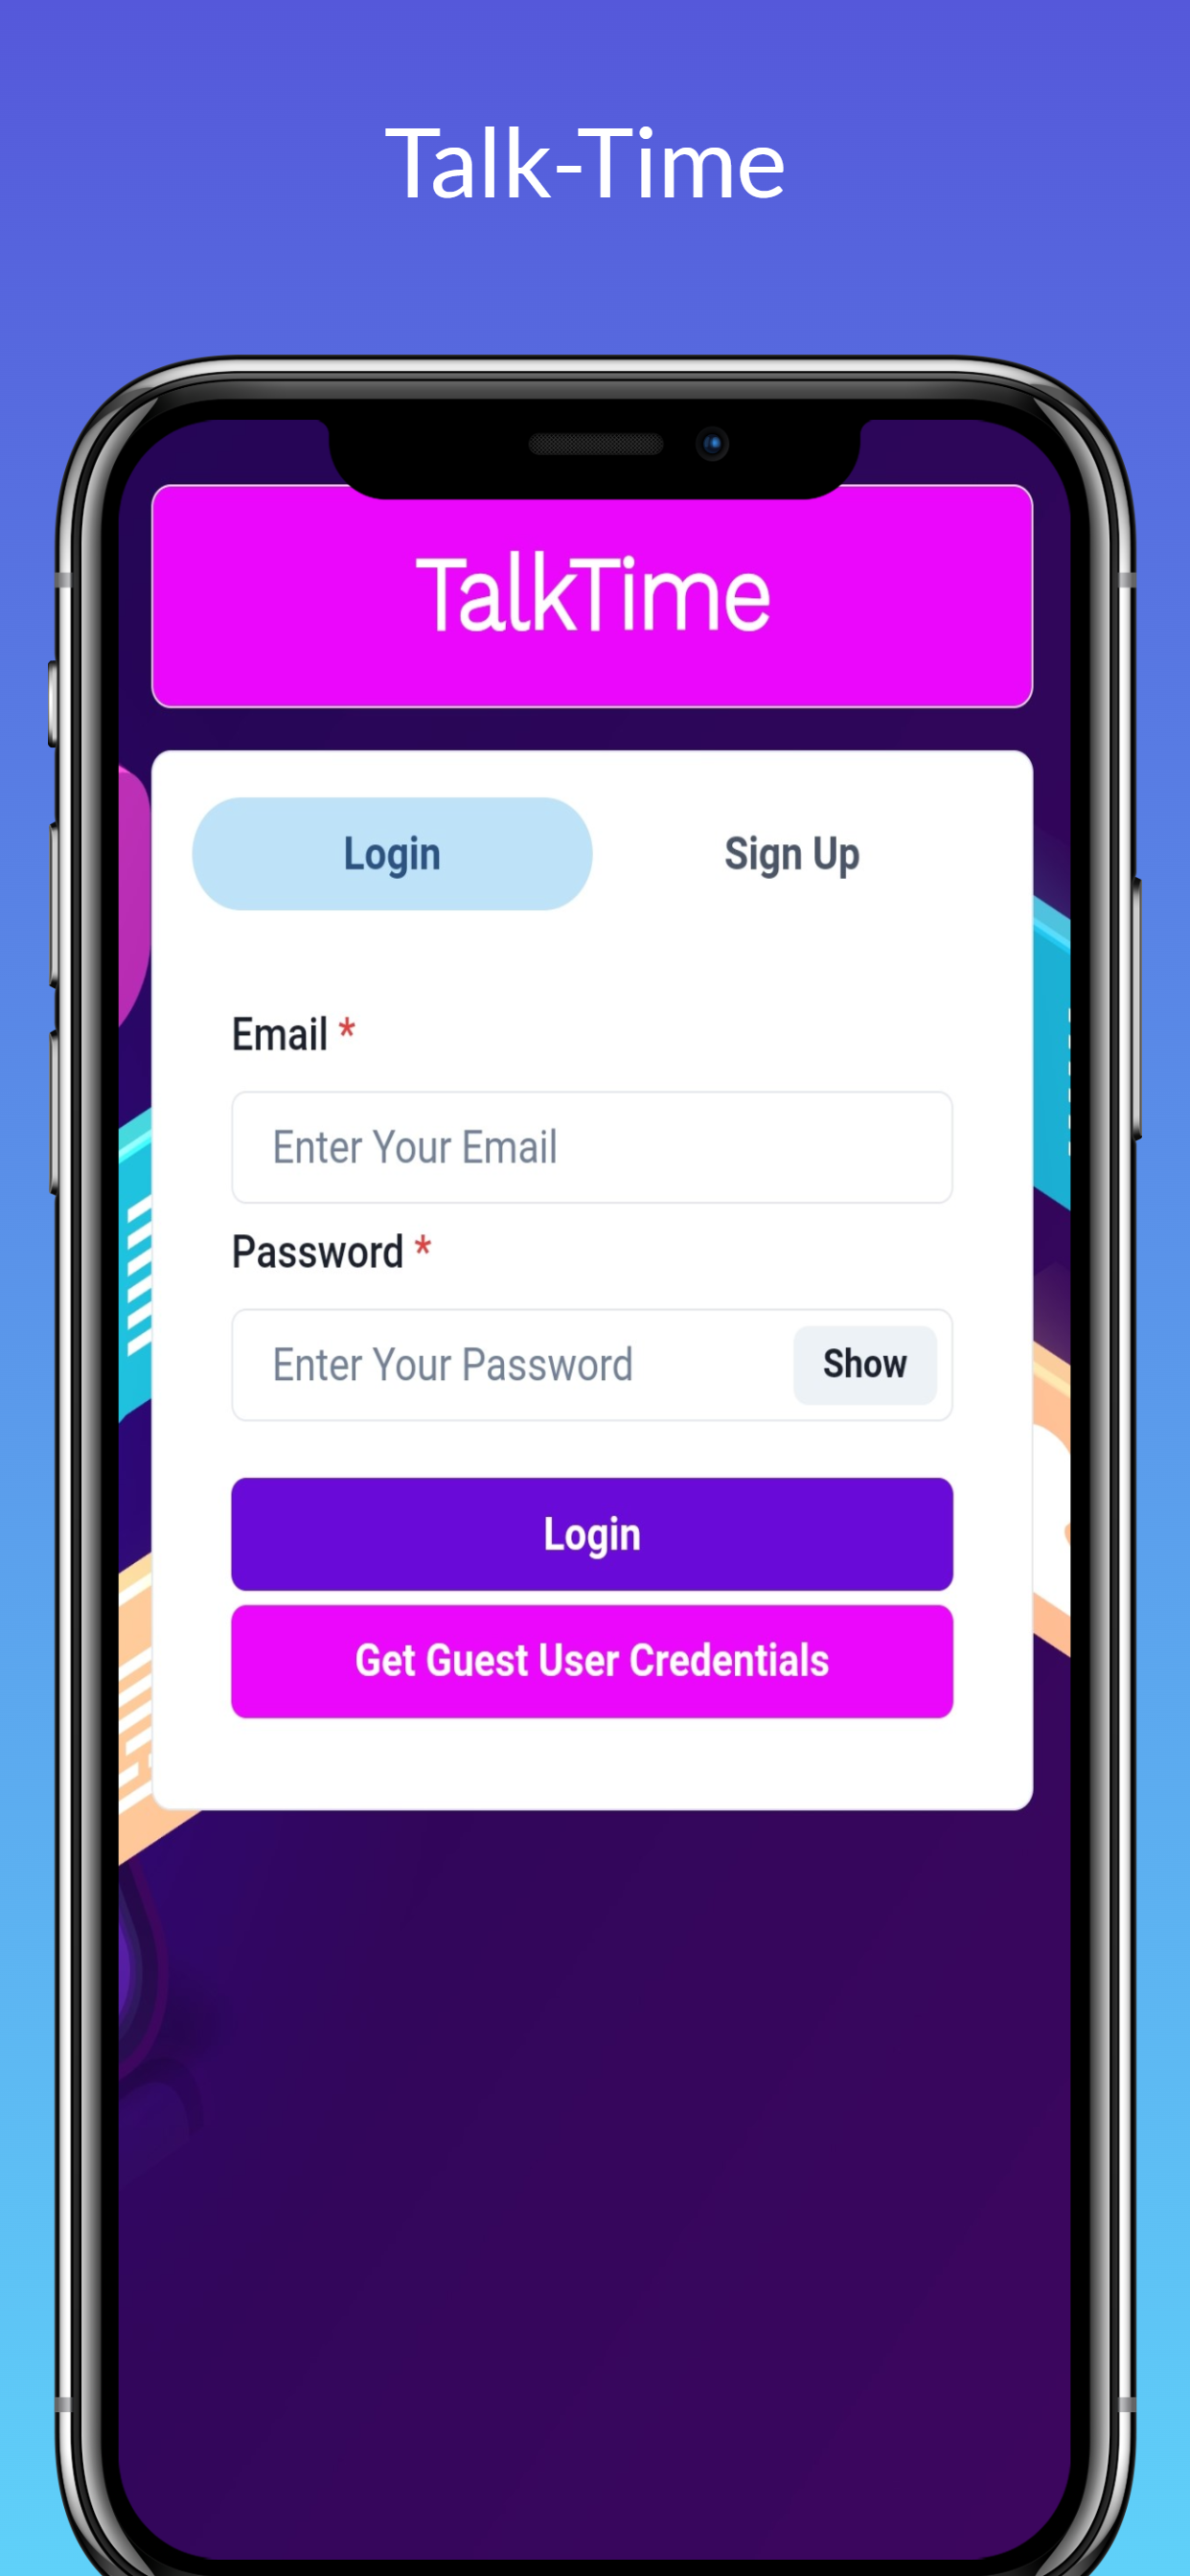 Talk-Time
TalkTime
Login Sign Up
Email *
Enter Your Email
Password *
Enter Your Password Show
Login
Get Guest User Credentials